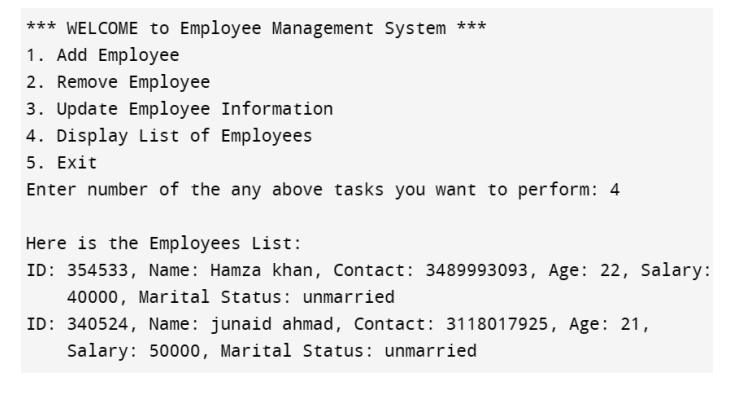 *** WELCOME to Employee Management System ***
1. Add Employee
2. Remove Employee
3. Update Employee Information
4. Display List of Employees
5. Exit
Enter number of the any above tasks you want to perform: 4
Here is the Employees List:
ID: 354533, Name: Hamza khan, Contact: 3489993093, Age: 22, Salary:
40000, Marital Status: unmarried
ID: 340524, Name: junaid ahmad, Contact: 3118017925, Age: 21,
Salary: 50000, Marital Status: unmarried